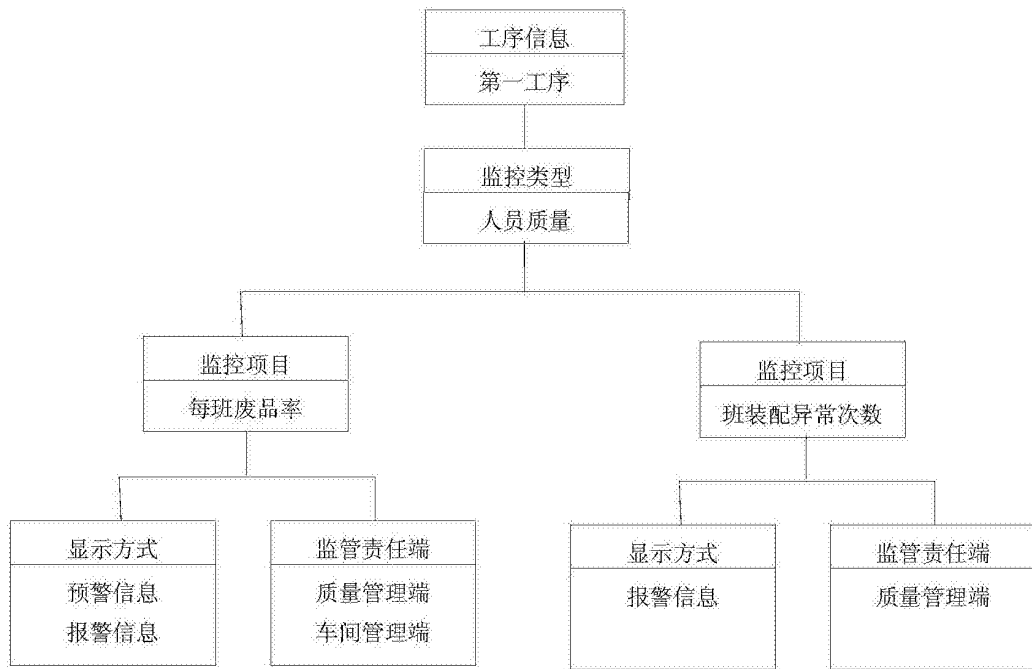 工序信息
第一工序
监控类型
人员质量
监控项目
每班废品率
监控项目
班装配异常次数
显示方式
预警信息
报警信息
监管责任端
质量管理端
车间管理端
显示方式
报警信息
监管责任端
质量管理端